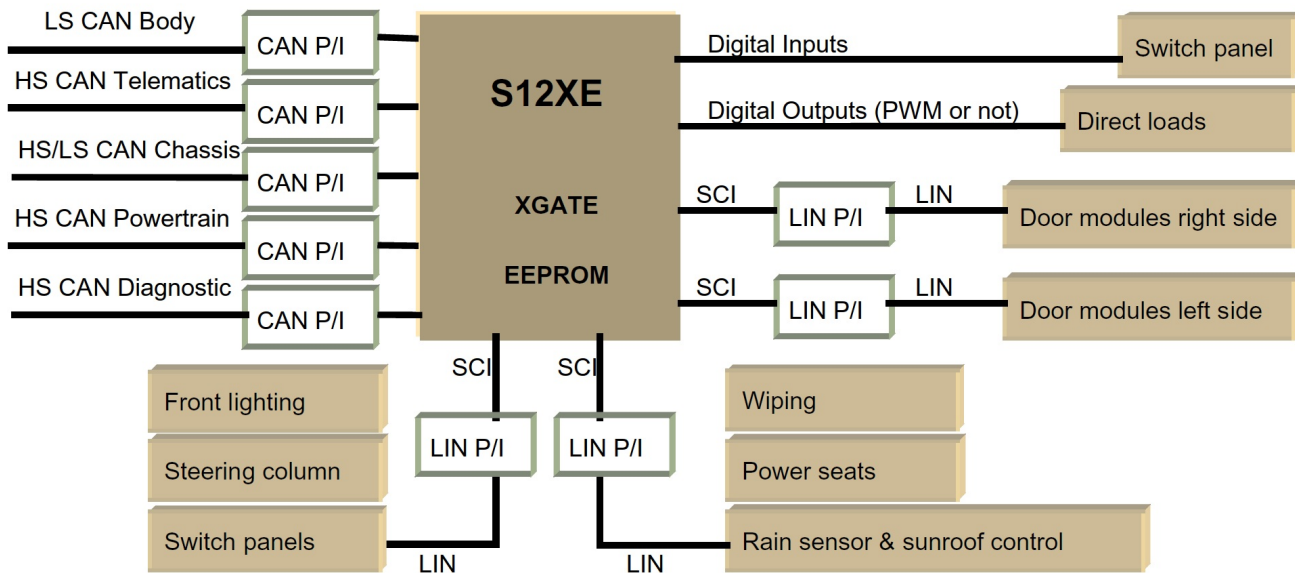 LS CAN Body
CAN P/I
HS CAN Telematics
CAN P/I
HS/LS CAN Chassis
CAN P/I
HS CAN Powertrain
CAN P/I
HS CAN Diagnostic
CAN P/I
S12XE
XGATE
EEPROM
Digital Inputs
Switch panel
Digital Outputs (PWM or not)
Direct loads
SCI
LIN P/I
LIN
Door modules right side
SCI
LIN P/I
LIN
Door modules left side
SCI
SCI
LIN P/I
LIN P/I
Front lighting
Steering column
Switch panels
LIN
LIN
Wiping
Power seats
Rain sensor & sunroof control